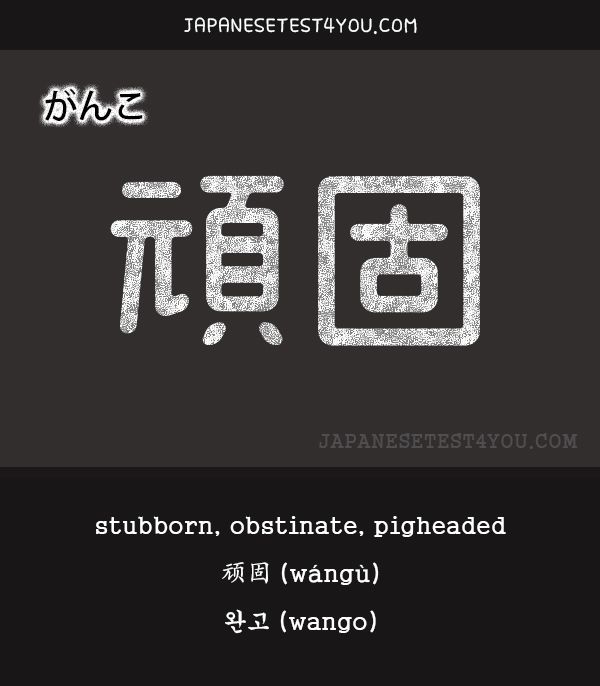 JAPANESETEST4YOU.COM
がんこ
頑固
JAPANESETEST4YOU.COM
stubborn, obstinate, pigheaded
顽固 (wángù)
완고 (wango)